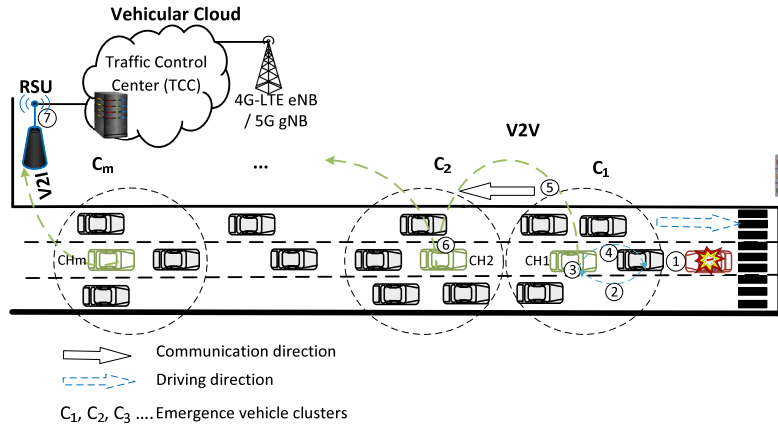 Vehicular Cloud
Traffic Control
Center (TCC)
RSU
4G-LTE eNB
/ 5G gNB
7
V2I
V2V
Cm
...
C2
C1
5
6
CHm
CH2
CH1
3
4
1
2
Communication direction
Driving direction
C1, C2, C3 .... Emergence vehicle clusters